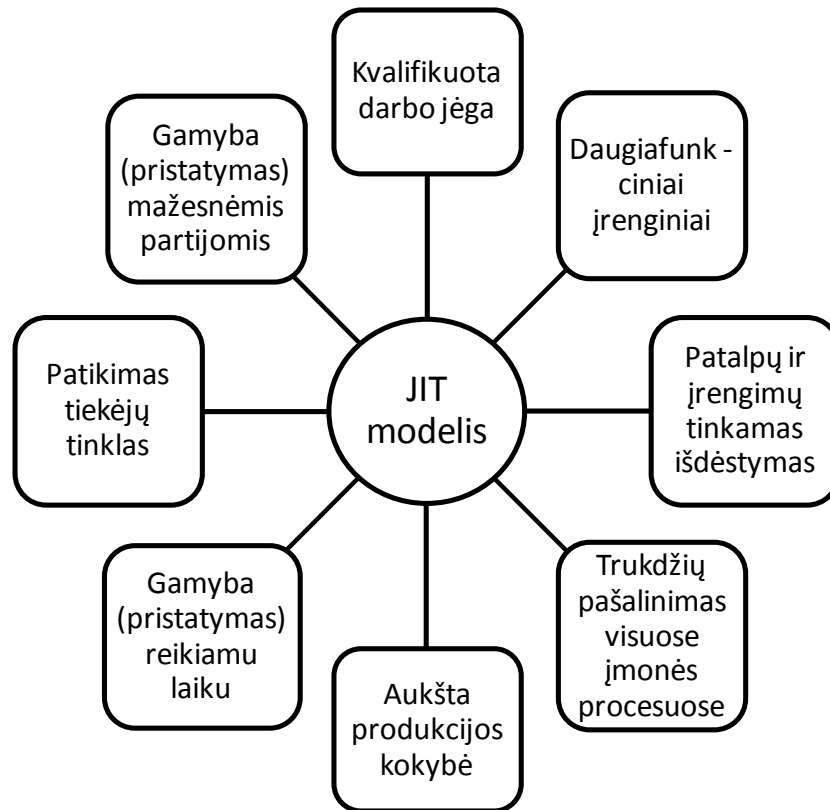 Kvalifikuota
darbo jėga
Daugiafunk -
ciniai
įrenginiai
Patalpų ir
įrengimų
tinkamas
išdėstymas
Trukdžių
pašalinimas
visuose
įmonės
procesuose
Aukšta
produkcijos
kokybė
Gamyba
(pristatymas)
reikiamu
laiku
Patikimas
tiekėjų
tinklas
Gamyba
(pristatymas)
mažesnėmis
partijomis
JIT
modelis